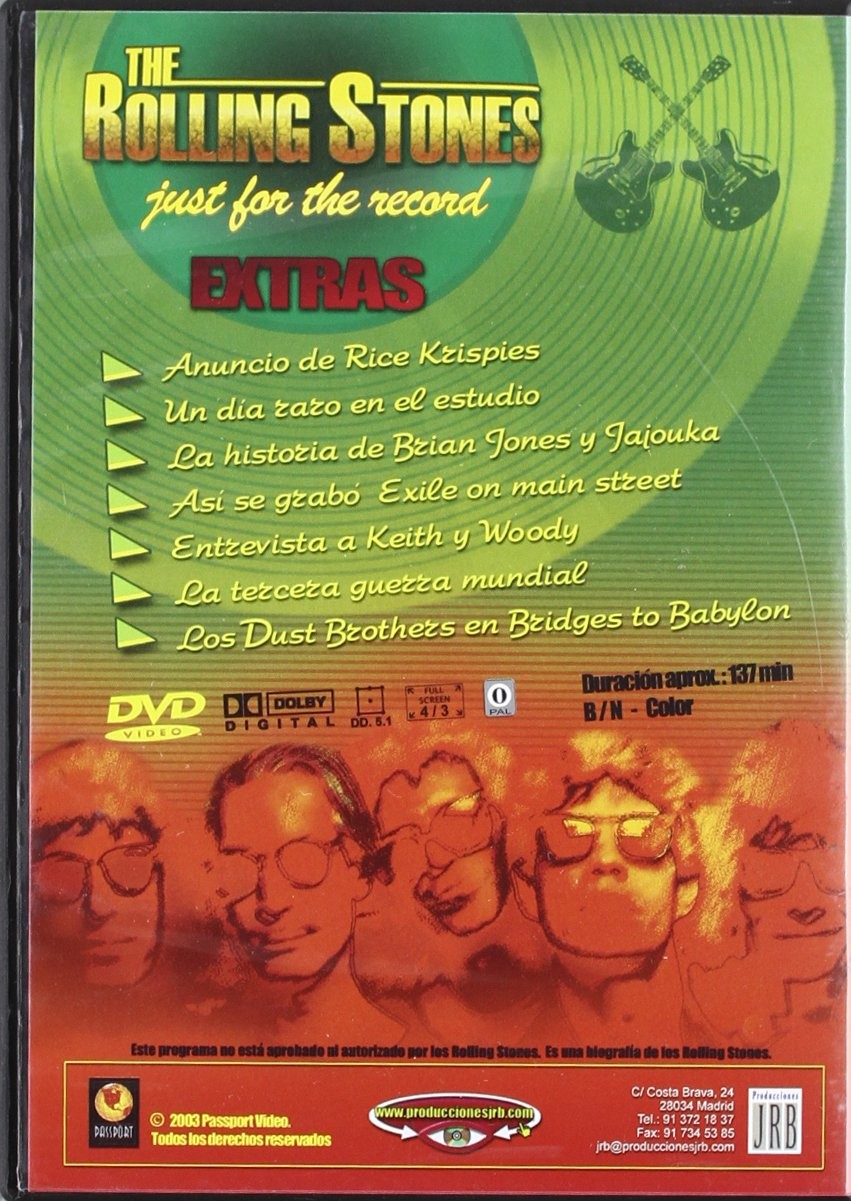 THE
ROLLING STONES
just for the record
EXTRAS
Anuncio de Rice Krispies
Un día raro en el estudio
La historia de Brian Jones y Jajouka
Así se grabó Exile on main street
Entrevista a Keith y Woody
La tercera guerra mundial
Los Dust Brothers en Bridges to Babylon
DVD
VIDEO
DOLBY
DIGITAL
DD. 5.1
FULL
SCREEN
4/3
0
PAL
Duración aprox.: 137 min
B/N - Color
Este programa no está aprobado ni autorizado por los Rolling Stones. Es una biografía de los Rolling Stones.
PASSPORT
© 2003 Passport Video.
Todos los derechos reservados
www.produccionesjrb.com
C/ Costa Brava, 24
28034 Madrid
Tel.: 91 372 18 37
Fax: 91 734 53 85
jrb@produccionesjrb.com
Producciones
JRB